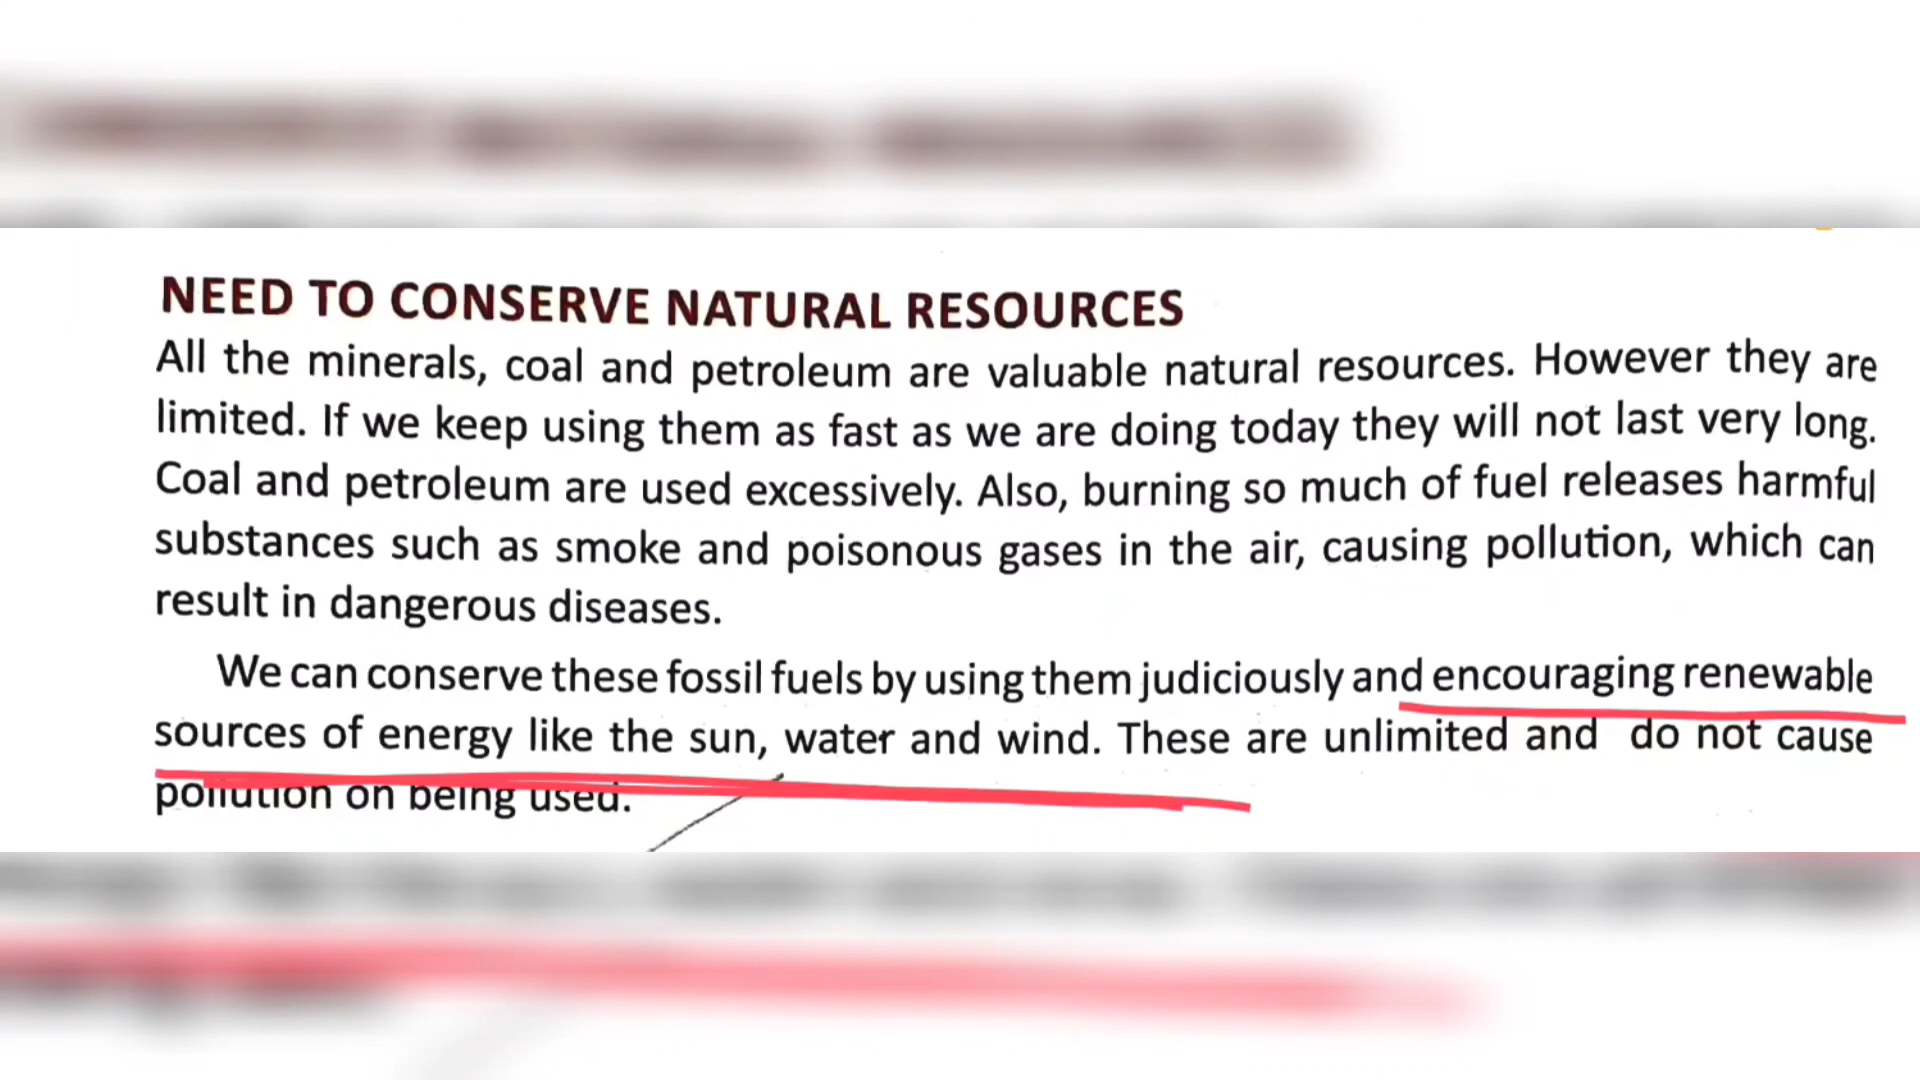 NEED TO CONSERVE NATURAL RESOURCES
All the minerals, coal and petroleum are valuable natural resources. However they are
limited. If we keep using them as fast as we are doing today they will not last very long.
Coal and petroleum are used excessively. Also, burning so much of fuel releases harmful
substances such as smoke and poisonous gases in the air, causing pollution, which can
result in dangerous diseases.
We can conserve these fossil fuels by using them judiciously and encouraging renewable
sources of energy like the sun, water and wind. These are unlimited and do not cause
pollution on being used.